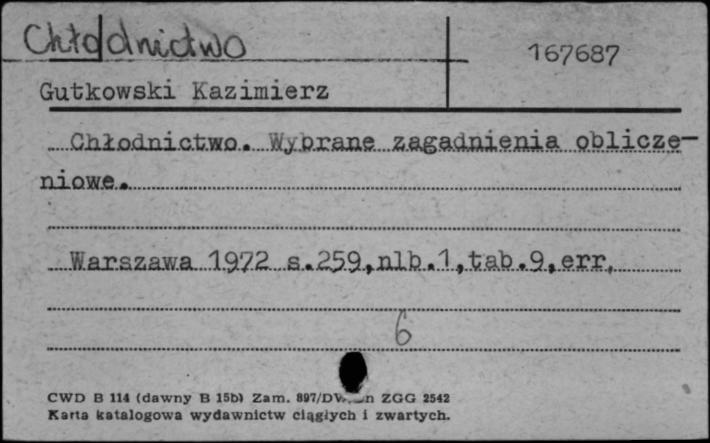 Chłodnictwo
167687
Gutkowski Kazimierz
Chłodnictwo. Wybrane zagadnienia oblicze-
niowe.
Warszawa 1972 s.259,nlb.1,tab.9,err.
6
CWD B 114 (dawny B 15b) Zam. 897/DW ZGG 2542
Karta katalogowa wydawnictw ciągłych i zwartych.